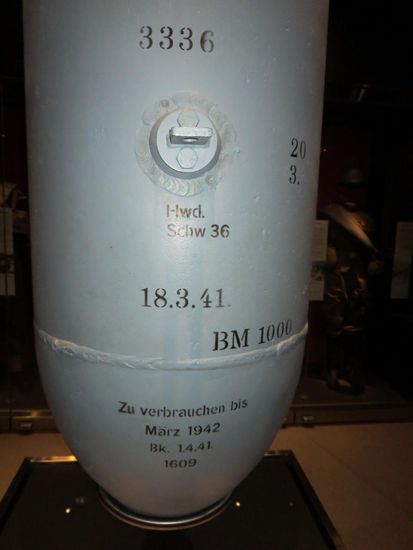 3336
20
3.
Hwd.
Schw 36
18.3.41.
BM 1000
Zu verbrauchen bis
März 1942
Bk. 1.4.41.
1609